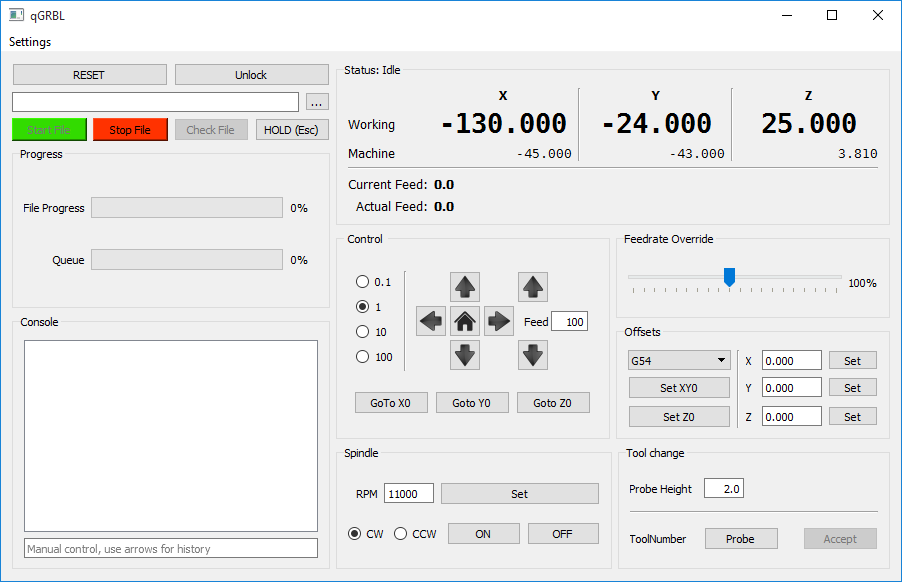 qGRBL
Settings
RESET
Unlock
...
Start File
Stop File
Check File
HOLD (Esc)
Progress
File Progress
0%
Queue
0%
Console
Manual control, use arrows for history
Status: Idle
X
Y
Z
Working
-130.000
-24.000
25.000
Machine
-45.000
-43.000
3.810
Current Feed: 0.0
Actual Feed: 0.0
Control
0.1
1
10
100
Feed
100
GoTo X0
Goto Y0
Goto Z0
Feedrate Override
100%
Offsets
G54
X
0.000
Set
Set XY0
Y
0.000
Set
Set Z0
Z
0.000
Set
Spindle
RPM
11000
Set
CW
CCW
ON
OFF
Tool change
Probe Height
2.0
ToolNumber
Probe
Accept